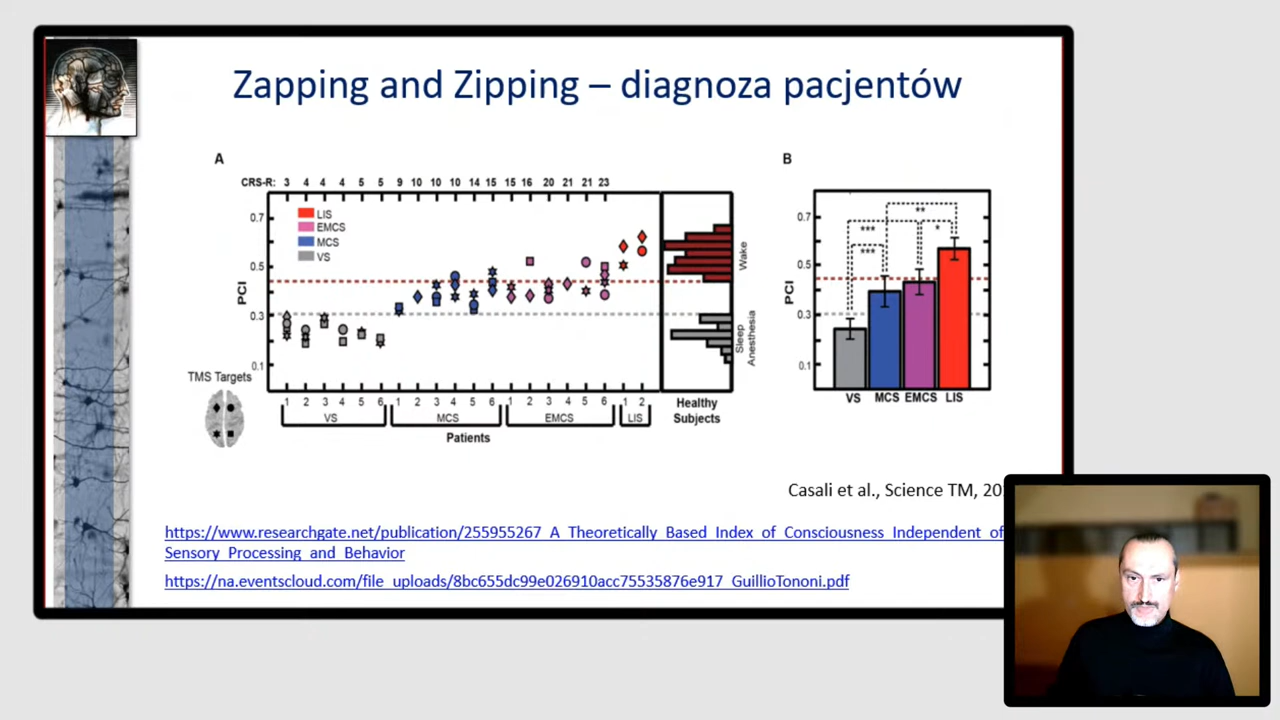 Zapping and Zipping – diagnoza pacjentów
A
CRS-R: 3 4 4 4 5 5 9 10 10 10 14 15 15 16 20 21 21 23
0.7
0.5
0.3
0.1
PCI
LIS
EMCS
MCS
VS
Wake
Sleep
Anesthesia
TMS Targets
1 2 3 4 5 6 1 2 3 4 5 6 1 2 3 4 5 6 1 2
VS MCS EMCS LIS
Patients
Healthy
Subjects
B
0.7
0.5
0.3
0.1
PCI
**
*** *
***
VS MCS EMCS LIS
Casali et al., Science TM, 20
https://www.researchgate.net/publication/255955267_A_Theoretically_Based_Index_of_Consciousness_Independent_of
Sensory_Processing_and_Behavior
https://na.eventscloud.com/file_uploads/8bc655dc99e026910acc75535876e917_GuillioTononi.pdf